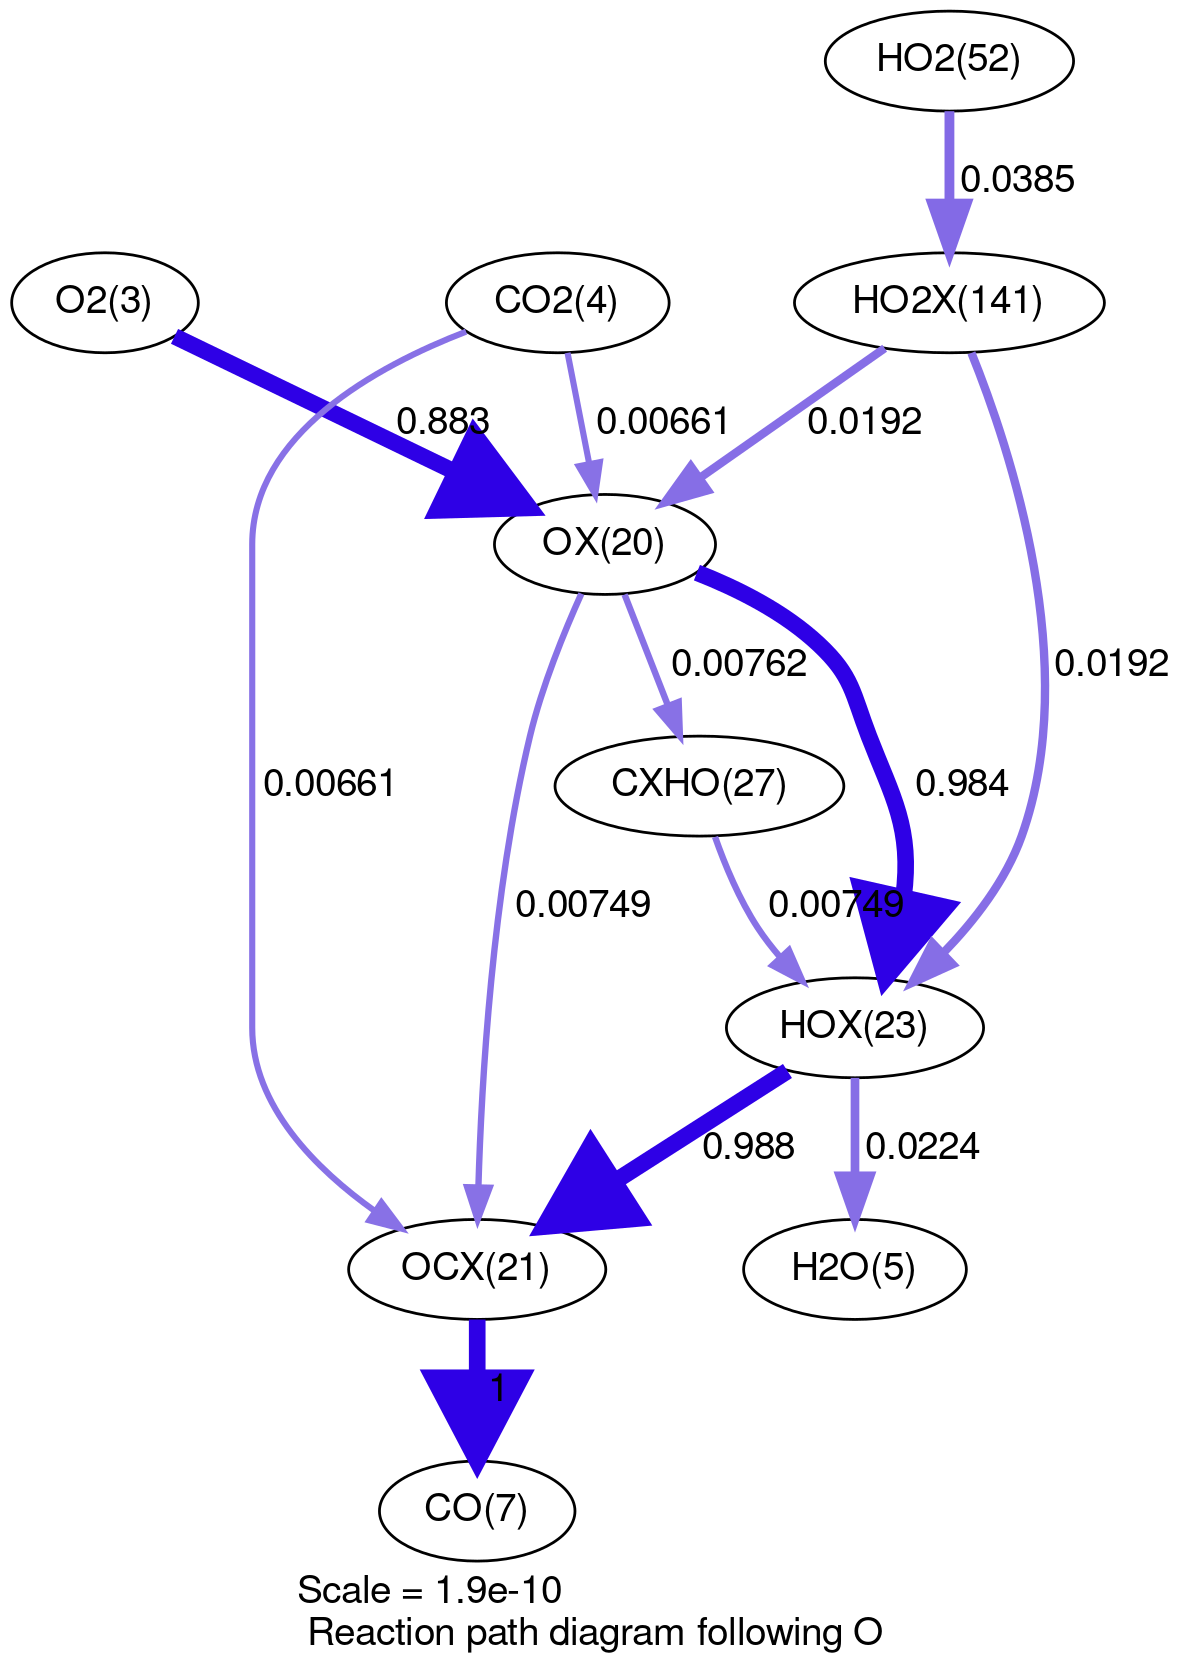 HO2(52)
0.0385
O2(3)
CO2(4)
HO2X(141)
0.883
0.00661
0.0192
OX(20)
0.00762
0.0192
0.00661
CXHO(27)
0.984
0.00749
0.00749
HOX(23)
0.988
0.0224
OCX(21)
H2O(5)
1
CO(7)
Scale = 1.9e-10
Reaction path diagram following O